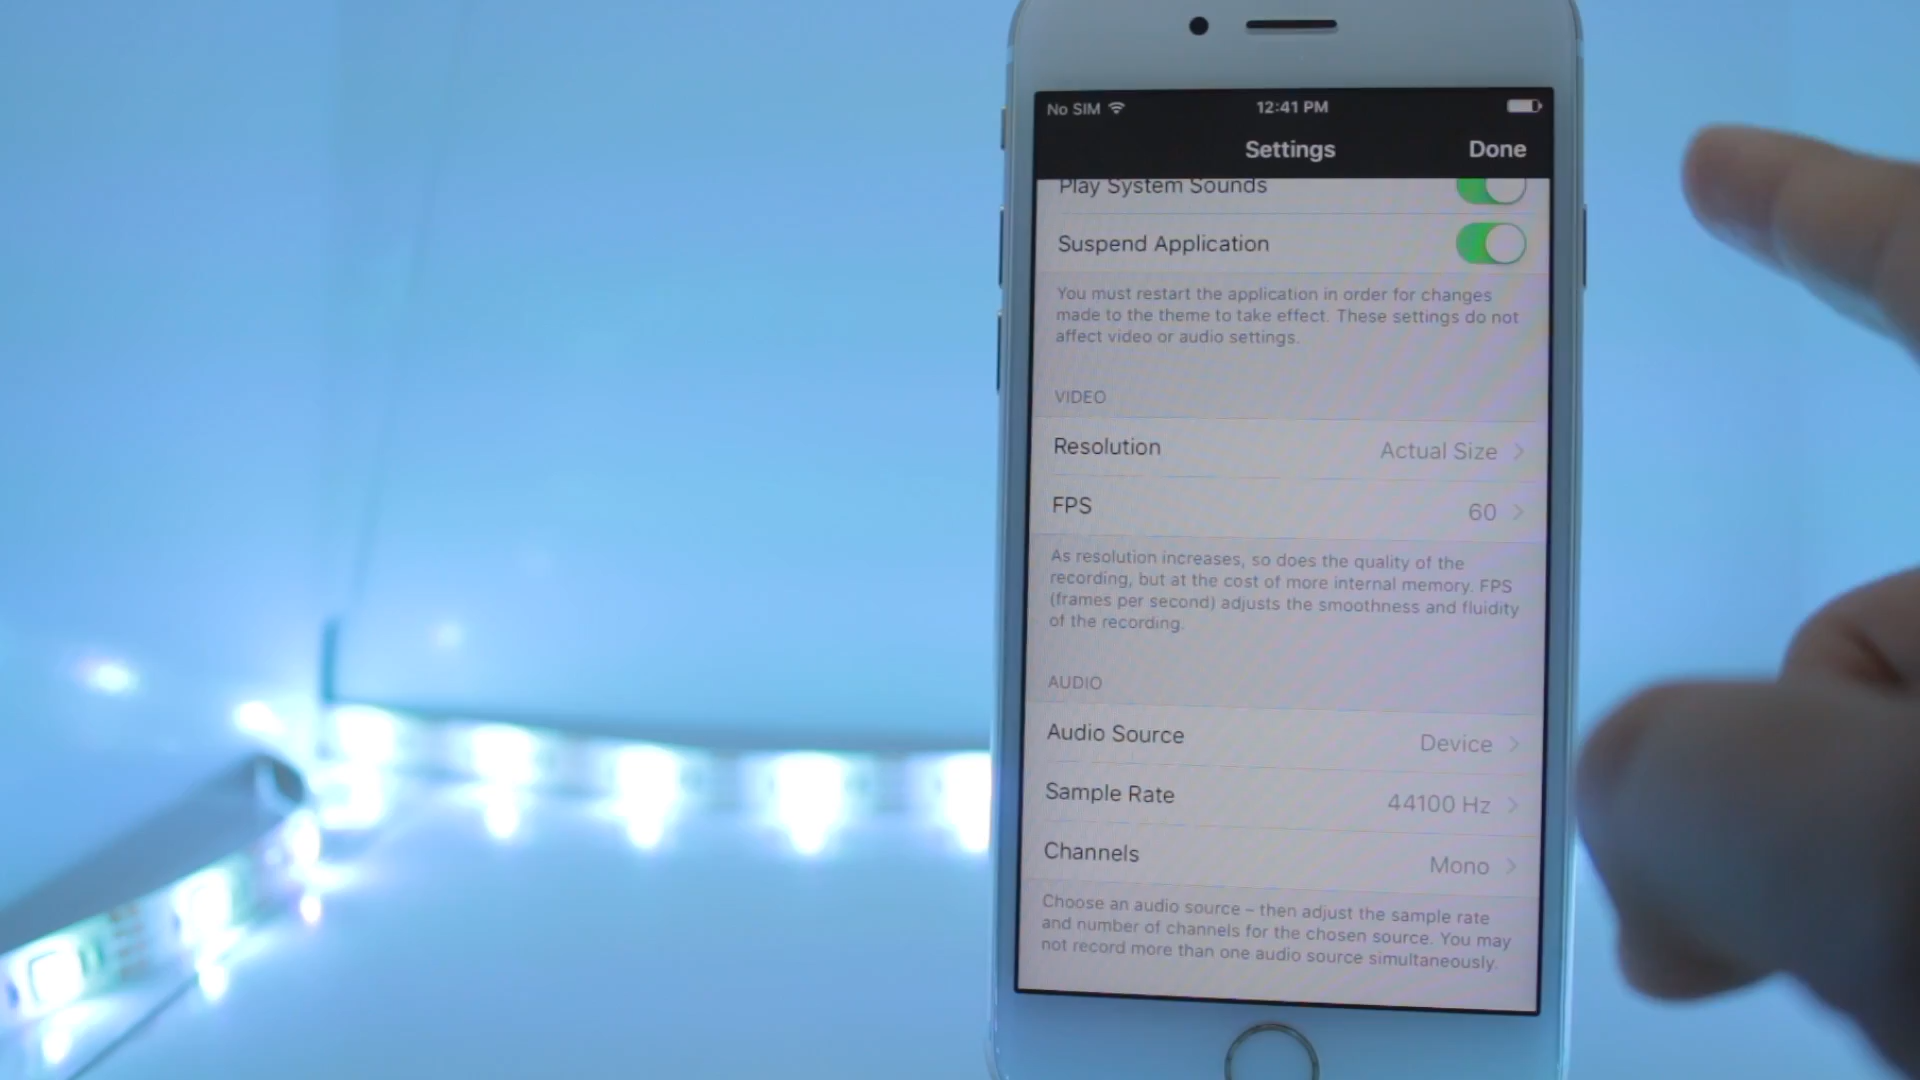 No SIM 12:41 PM
Settings Done
Play System Sounds
Suspend Application
You must restart the application in order for changes
made to the theme to take effect. These settings do not
affect video or audio settings.
VIDEO
Resolution Actual Size
FPS 60
As resolution increases, so does the quality of the
recording, but at the cost of more internal memory. FPS
(frames per second) adjusts the smoothness and fluidity
of the recording.
AUDIO
Audio Source Device
Sample Rate 44100 Hz
Channels Mono
Choose an audio source – then adjust the sample rate
and number of channels for the chosen source. You may
not record more than one audio source simultaneously.